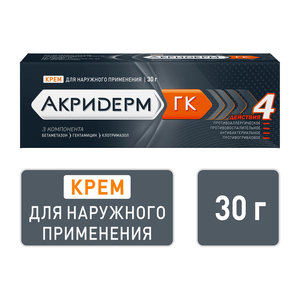 КРЕМ ДЛЯ НАРУЖНОГО ПРИМЕНЕНИЯ | 30 г
АКРИДЕРМ ГК
3 КОМПОНЕНТА
БЕТАМЕТАЗОН ГЕНТАМИЦИН КЛОТРИМАЗОЛ
4
ДЕЙСТВИЯ
ПРОТИВОАЛЛЕРГИЧЕСКОЕ
ПРОТИВОВОСПАЛИТЕЛЬНОЕ
АНТИБАКТЕРИАЛЬНОЕ
ПРОТИВОГРИБКОВОЕ
КРЕМ
ДЛЯ НАРУЖНОГО
ПРИМЕНЕНИЯ
30 г